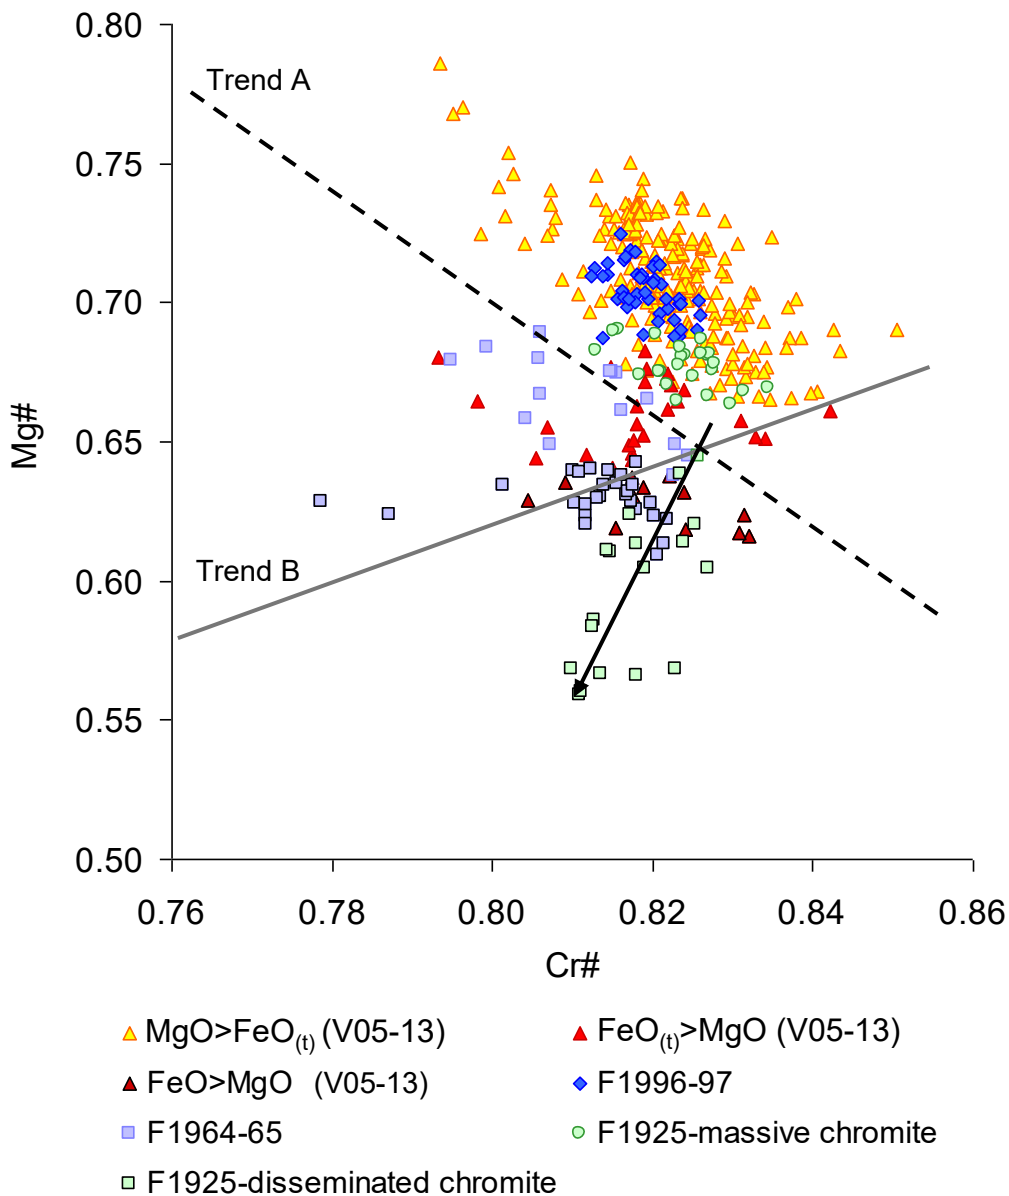 0.80
Trend A
0.75
0.70
0.65
Mg#
0.60
Trend B
0.55
0.50
0.76 0.78 0.80 0.82 0.84 0.86
Cr#
MgO>FeO(t) (V05-13) FeO(t)>MgO (V05-13)
FeO>MgO (V05-13) F1996-97
F1964-65 F1925-massive chromite
F1925-disseminated chromite